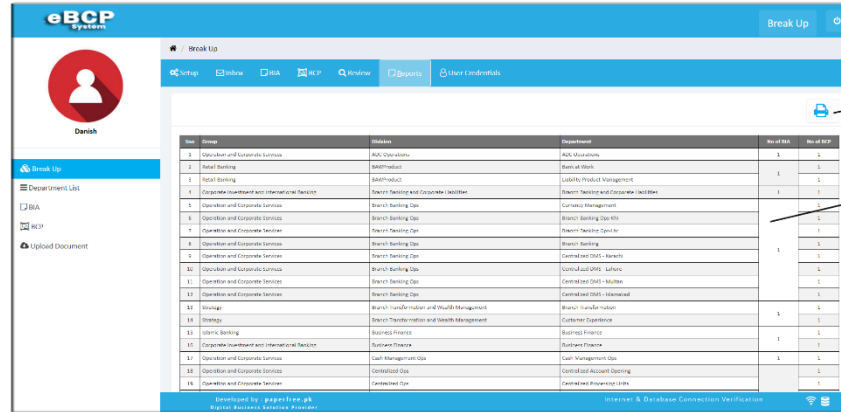 eBCP
System
Break Up
/ Break Up
Setup Inbox BIA BCP Review Reports User Credentials
Danish
Break Up
Department List
BIA
BCP
Upload Document
Group Division Department No of BIA No of BCP
1 Operation and Corporate Services ADC Operations ADC Operations 1 1
2 Retail Banking BAWProduct Bank at Work 1 1
3 Retail Banking BAWProduct Liability Product Management 1
4 Corporate Investment and International Banking Branch Banking and Corporate Liabilities Branch Banking and Corporate Liabilities 1 1
5 Operation and Corporate Services Branch Banking Ops Currency Management 1
6 Operation and Corporate Services Branch Banking Ops Branch Banking Ops-Khi 1
7 Operation and Corporate Services Branch Banking Ops Branch Banking Ops-Lhr 1
8 Operation and Corporate Services Branch Banking Ops Branch Banking 1
9 Operation and Corporate Services Branch Banking Ops Centralized DMS - Karachi 1 1
10 Operation and Corporate Services Branch Banking Ops Centralized DMS - Lahore 1
11 Operation and Corporate Services Branch Banking Ops Centralized DMS - Multan 1
12 Operation and Corporate Services Branch Banking Ops Centralized DMS - Islamabad 1
13 Strategy Branch Transformation and Wealth Management Branch Transformation 1 1
14 Strategy Branch Transformation and Wealth Management Customer Experience 1
15 Islamic Banking Business Finance Business Finance 1 1
16 Corporate Investment and International Banking Business Finance Business Finance 1
17 Operation and Corporate Services Cash Management Ops Cash Management Ops 1 1
18 Operation and Corporate Services Centralized Ops Centralized Account Opening 1
19 Operation and Corporate Services Centralized Ops Centralized Processing Units 1
Developed by : paperfree.pk
Digital Business Solution Provider
Internet & Database Connection Verification